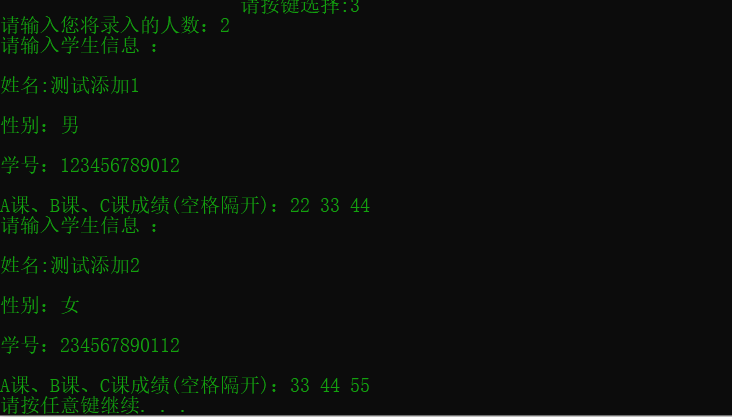 请按键选择:3
请输入您将录入的人数：2
请输入学生信息 ：
姓名:测试添加1
性别：男
学号：123456789012
A课、B课、C课成绩(空格隔开)：22 33 44
请输入学生信息 ：
姓名:测试添加2
性别：女
学号：234567890112
A课、B课、C课成绩(空格隔开)：33 44 55
请按任意键继续. . .